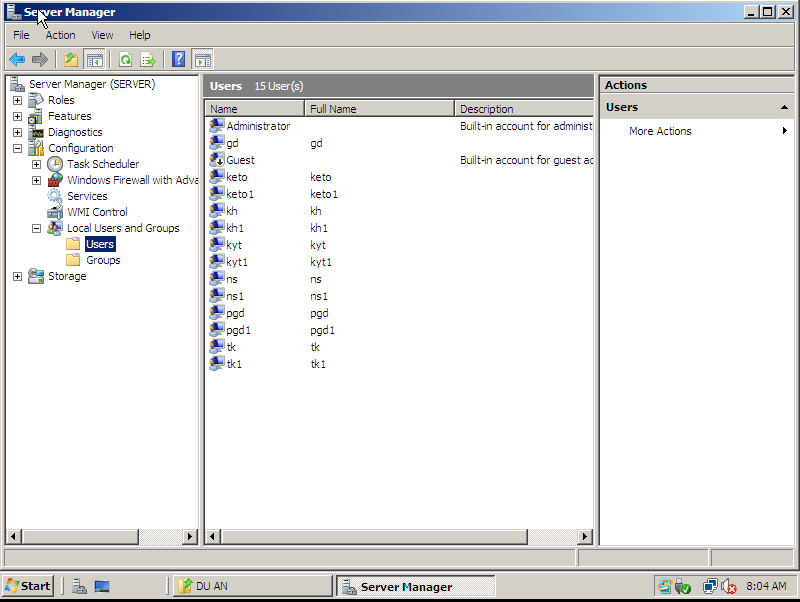 Server Manager
File Action View Help
Server Manager (SERVER)
Roles
Features
Diagnostics
Configuration
Task Scheduler
Windows Firewall with Adva
Services
WMI Control
Local Users and Groups
Users
Groups
Storage
Users 15 User(s)
Name Full Name Description
Administrator Built-in account for administ
gd gd
Guest Built-in account for guest ac
keto keto
keto1 keto1
kh kh
kh1 kh1
kyt kyt
kyt1 kyt1
ns ns
ns1 ns1
pgd pgd
pgd1 pgd1
tk tk
tk1 tk1
Actions
Users
More Actions
Start DU AN Server Manager 8:04 AM